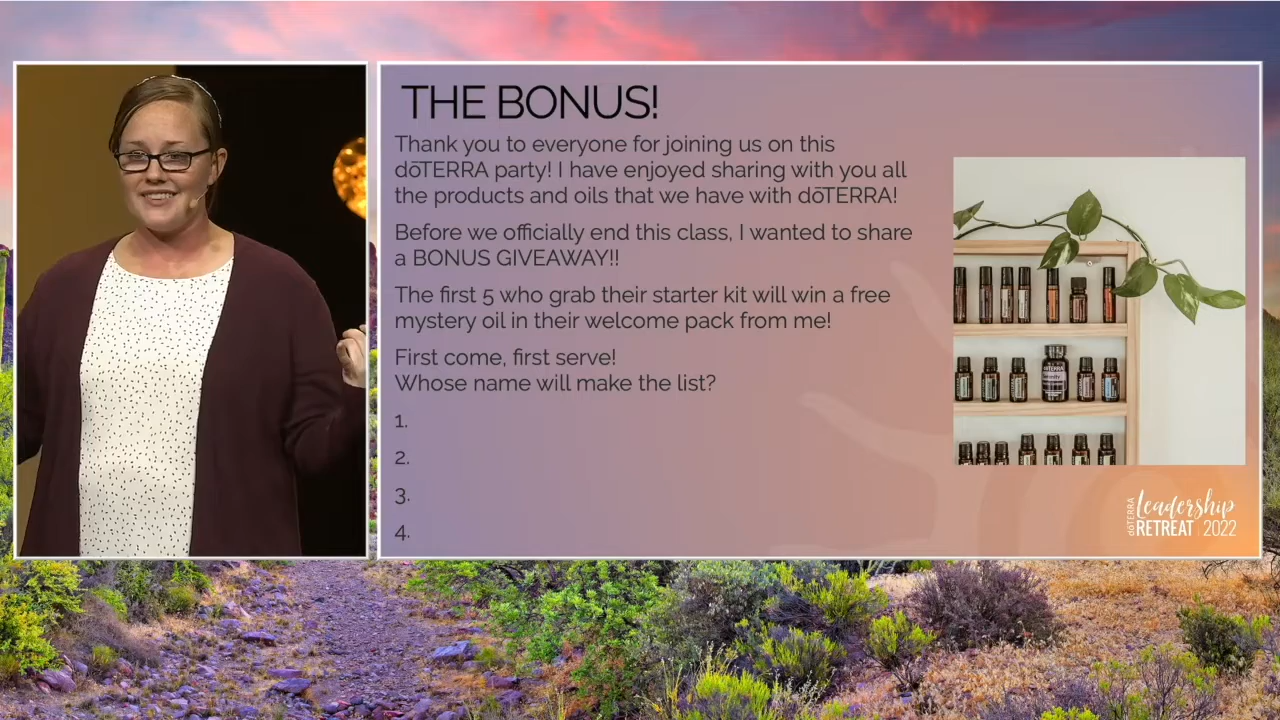 THE BONUS!
Thank you to everyone for joining us on this
dōTERRA party! I have enjoyed sharing with you all
the products and oils that we have with dōTERRA!
Before we officially end this class, I wanted to share
a BONUS GIVEAWAY!!
The first 5 who grab their starter kit will win a free
mystery oil in their welcome pack from me!
First come, first serve!
Whose name will make the list?
1.
2.
3.
4.
dōTERRA
Leadership
RETREAT | 2022